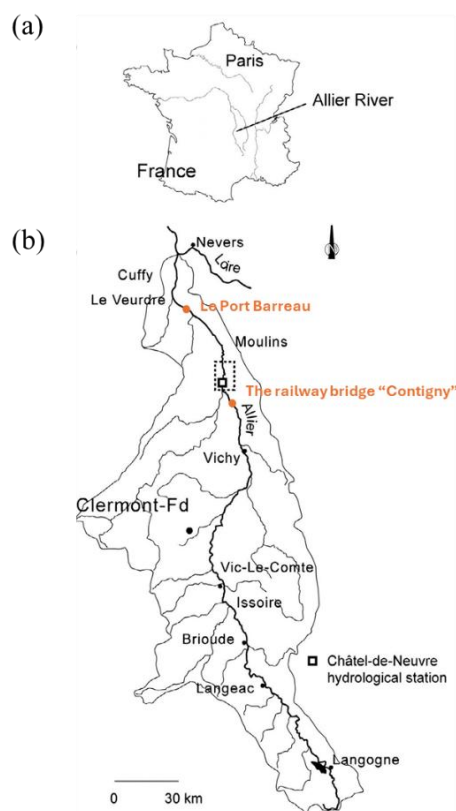 (a)
Paris
Allier River
France
(b)
Nevers
Loire
Cuffy
Le Veurdre
Le Port Barreau
Moulins
The railway bridge “Contigny”
Allier
Vichy
Clermont-Fd
Vic-Le-Comte
Issoire
Brioude
Châtel-de-Neuvre
hydrological station
Langeac
Langogne
0 30 km
N